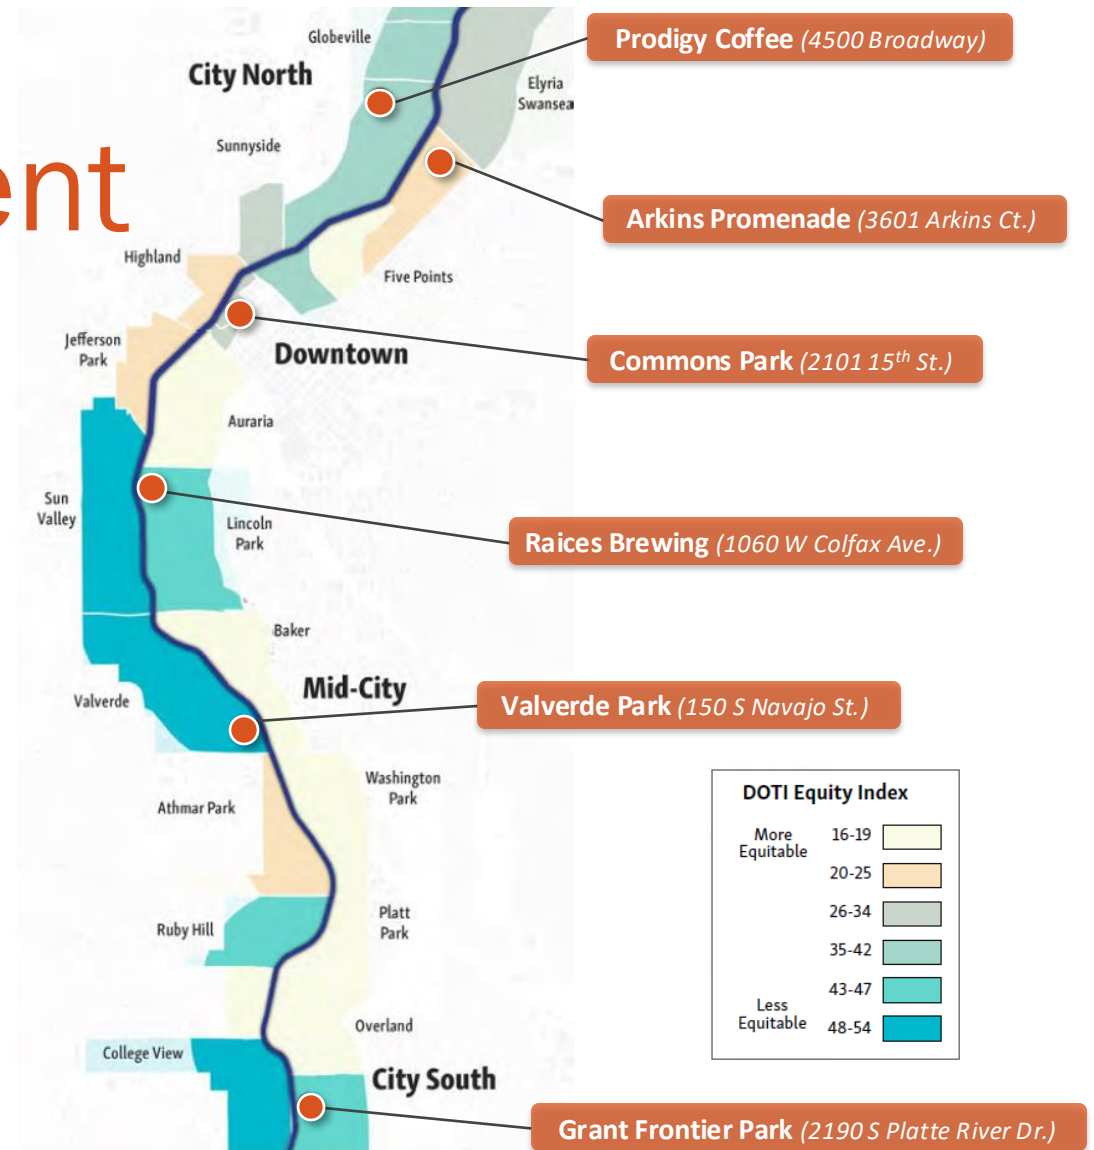 ent
Prodigy Coffee (4500 Broadway)
Globeville
City North
Elyria
Swansea
Sunnyside
Arkins Promenade (3601 Arkins Ct.)
Highland
Five Points
Jefferson
Park
Downtown
Commons Park (2101 15th St.)
Auraria
Sun
Valley
Lincoln
Park
Raices Brewing (1060 W Colfax Ave.)
Baker
Mid-City
Valverde
Valverde Park (150 S Navajo St.)
Washington
Park
Athmar Park
DOTI Equity Index
More
Equitable
16-19
20-25
26-34
35-42
43-47
Less
Equitable
48-54
Platt
Park
Ruby Hill
Overland
College View
City South
Grant Frontier Park (2190 S Platte River Dr.)